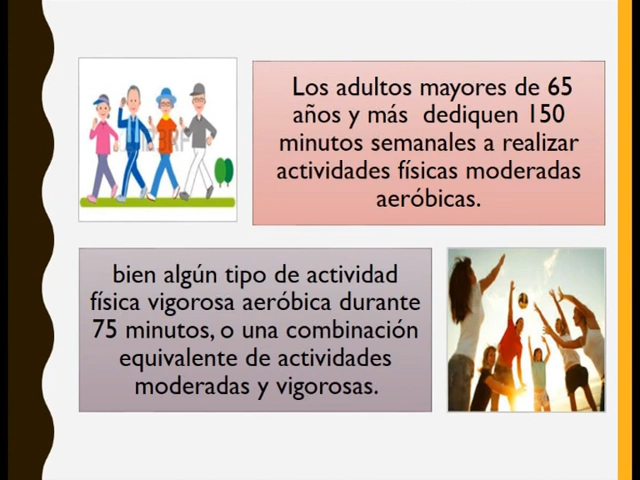 Los adultos mayores de 65
años y más dediquen 150
minutos semanales a realizar
actividades físicas moderadas
aeróbicas.
bien algún tipo de actividad
física vigorosa aeróbica durante
75 minutos, o una combinación
equivalente de actividades
moderadas y vigorosas.